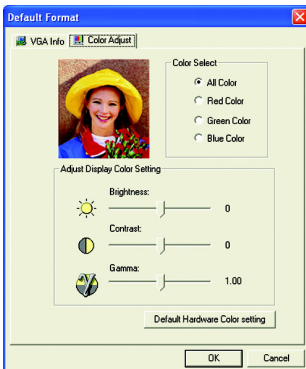 Default Format
VGA Info
Color Adjust
Color Select
All Color
Red Color
Green Color
Blue Color
Adjust Display Color Setting
Brightness:
0
Contrast:
0
Gamma:
1.00
Default Hardware Color setting
OK
Cancel